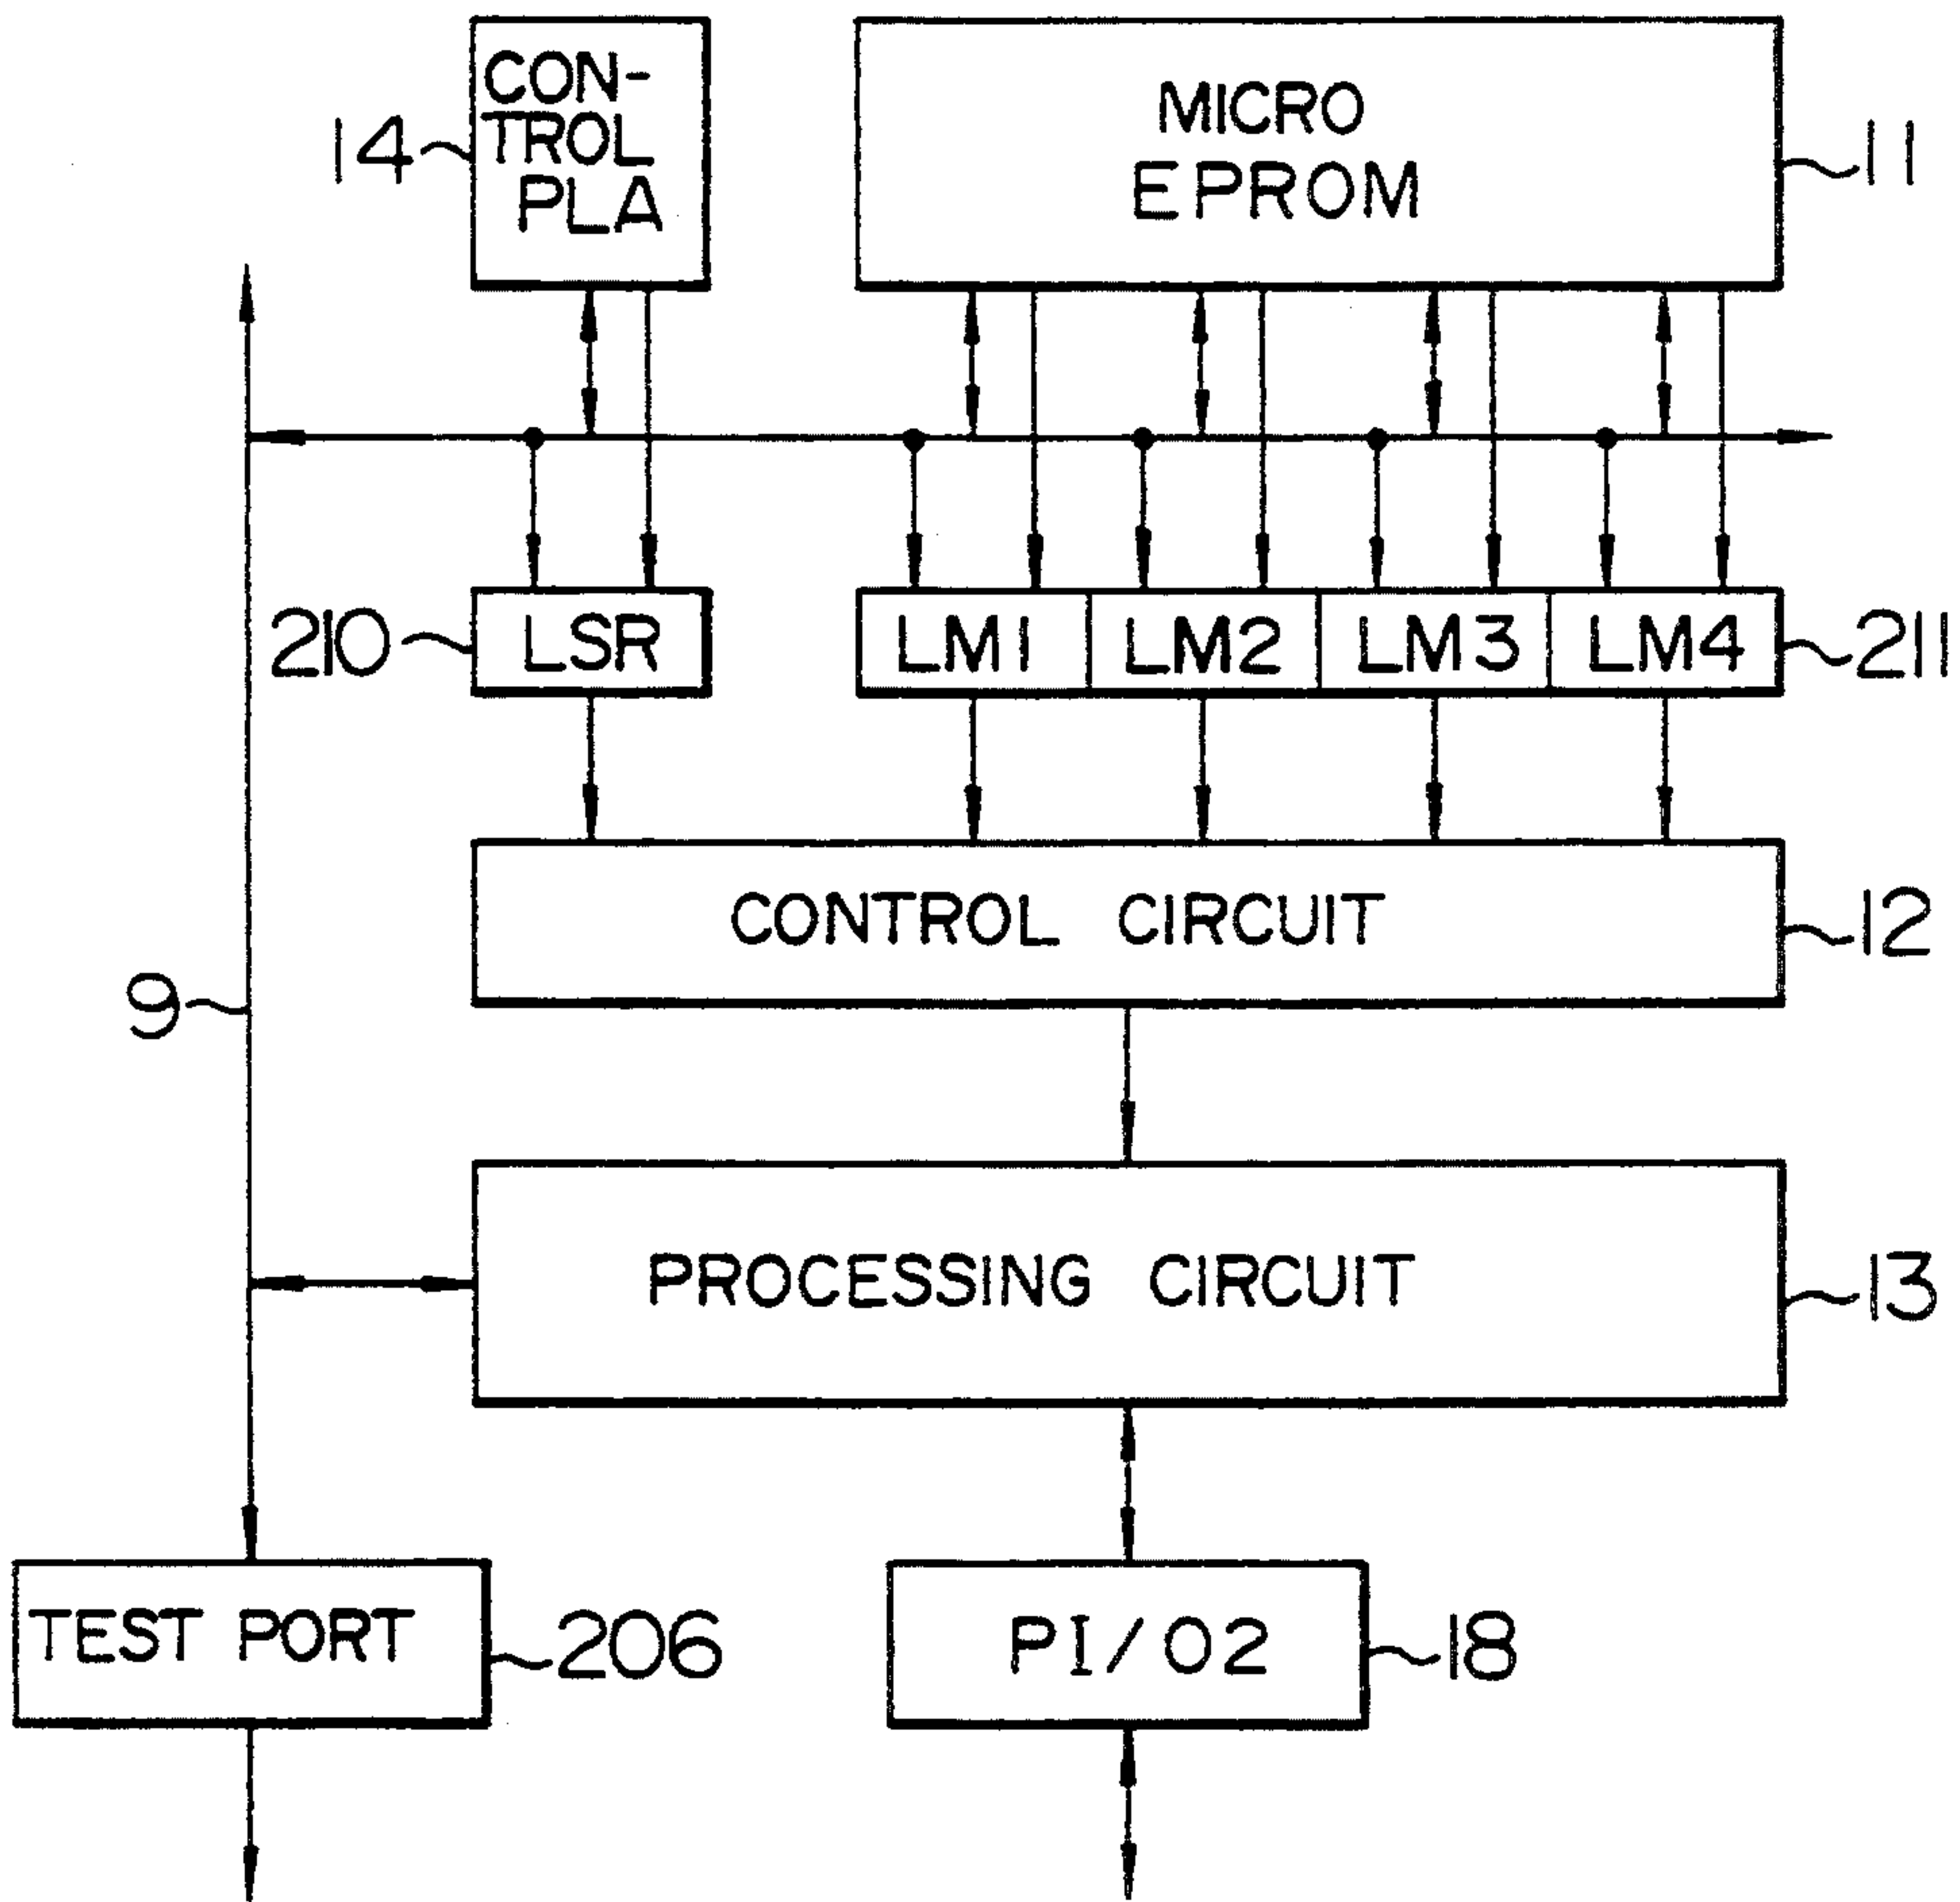 CON-
TROL
PLA
14
MICRO
EPROM
11
210
LSR
LM1 LM2 LM3 LM4
211
CONTROL CIRCUIT
12
9
PROCESSING CIRCUIT
13
TEST PORT
206
PI/O2
18